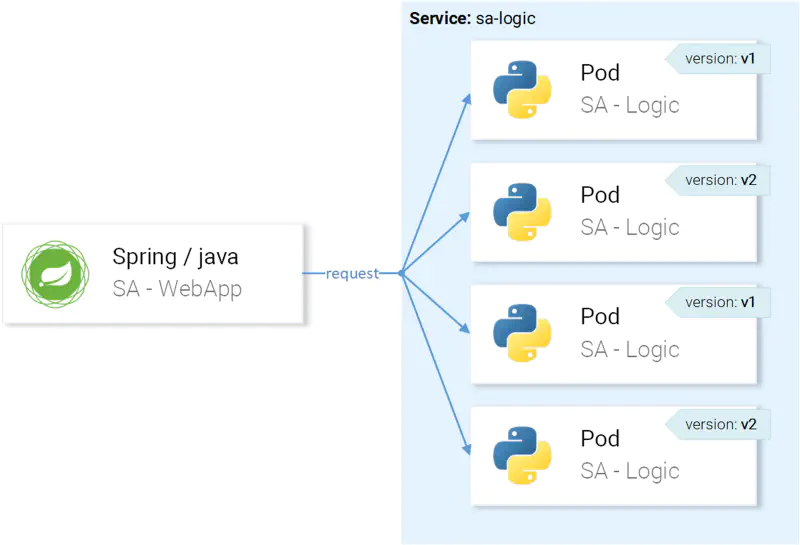 Service: sa-logic
version: v1
Pod
SA - Logic
version: v2
Pod
SA - Logic
Spring / java
SA - WebApp
request
version: v1
Pod
SA - Logic
version: v2
Pod
SA - Logic